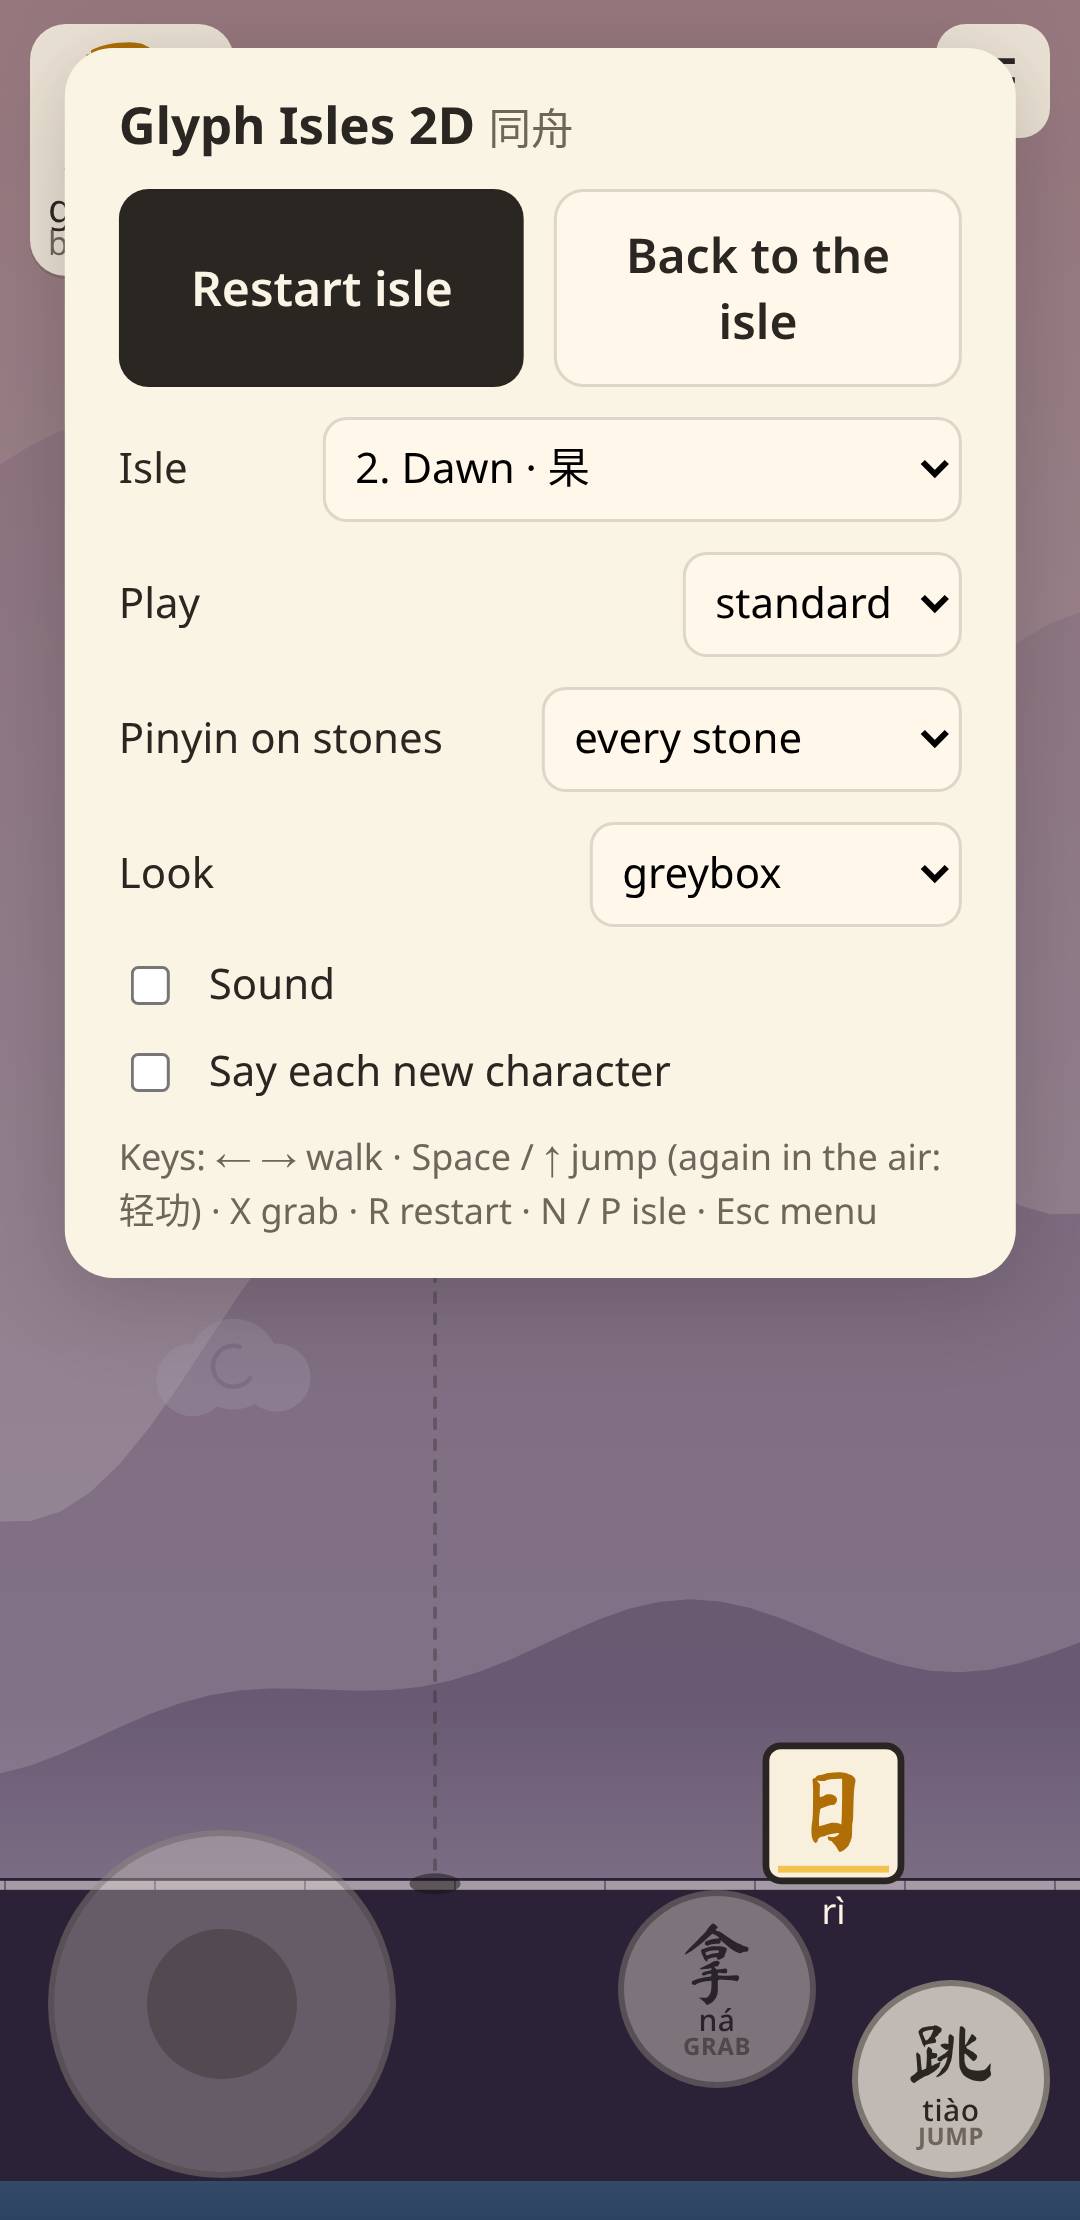 Glyph Isles 2D 同舟
Restart isle
Back to the
isle
Isle
2. Dawn · 杲
Play
standard
Pinyin on stones
every stone
Look
greybox
Sound
Say each new character
Keys: ← → walk · Space / ↑ jump (again in the air:
轻功) · X grab · R restart · N / P isle · Esc menu
日
rì
拿
ná
GRAB
跳
tiào
JUMP